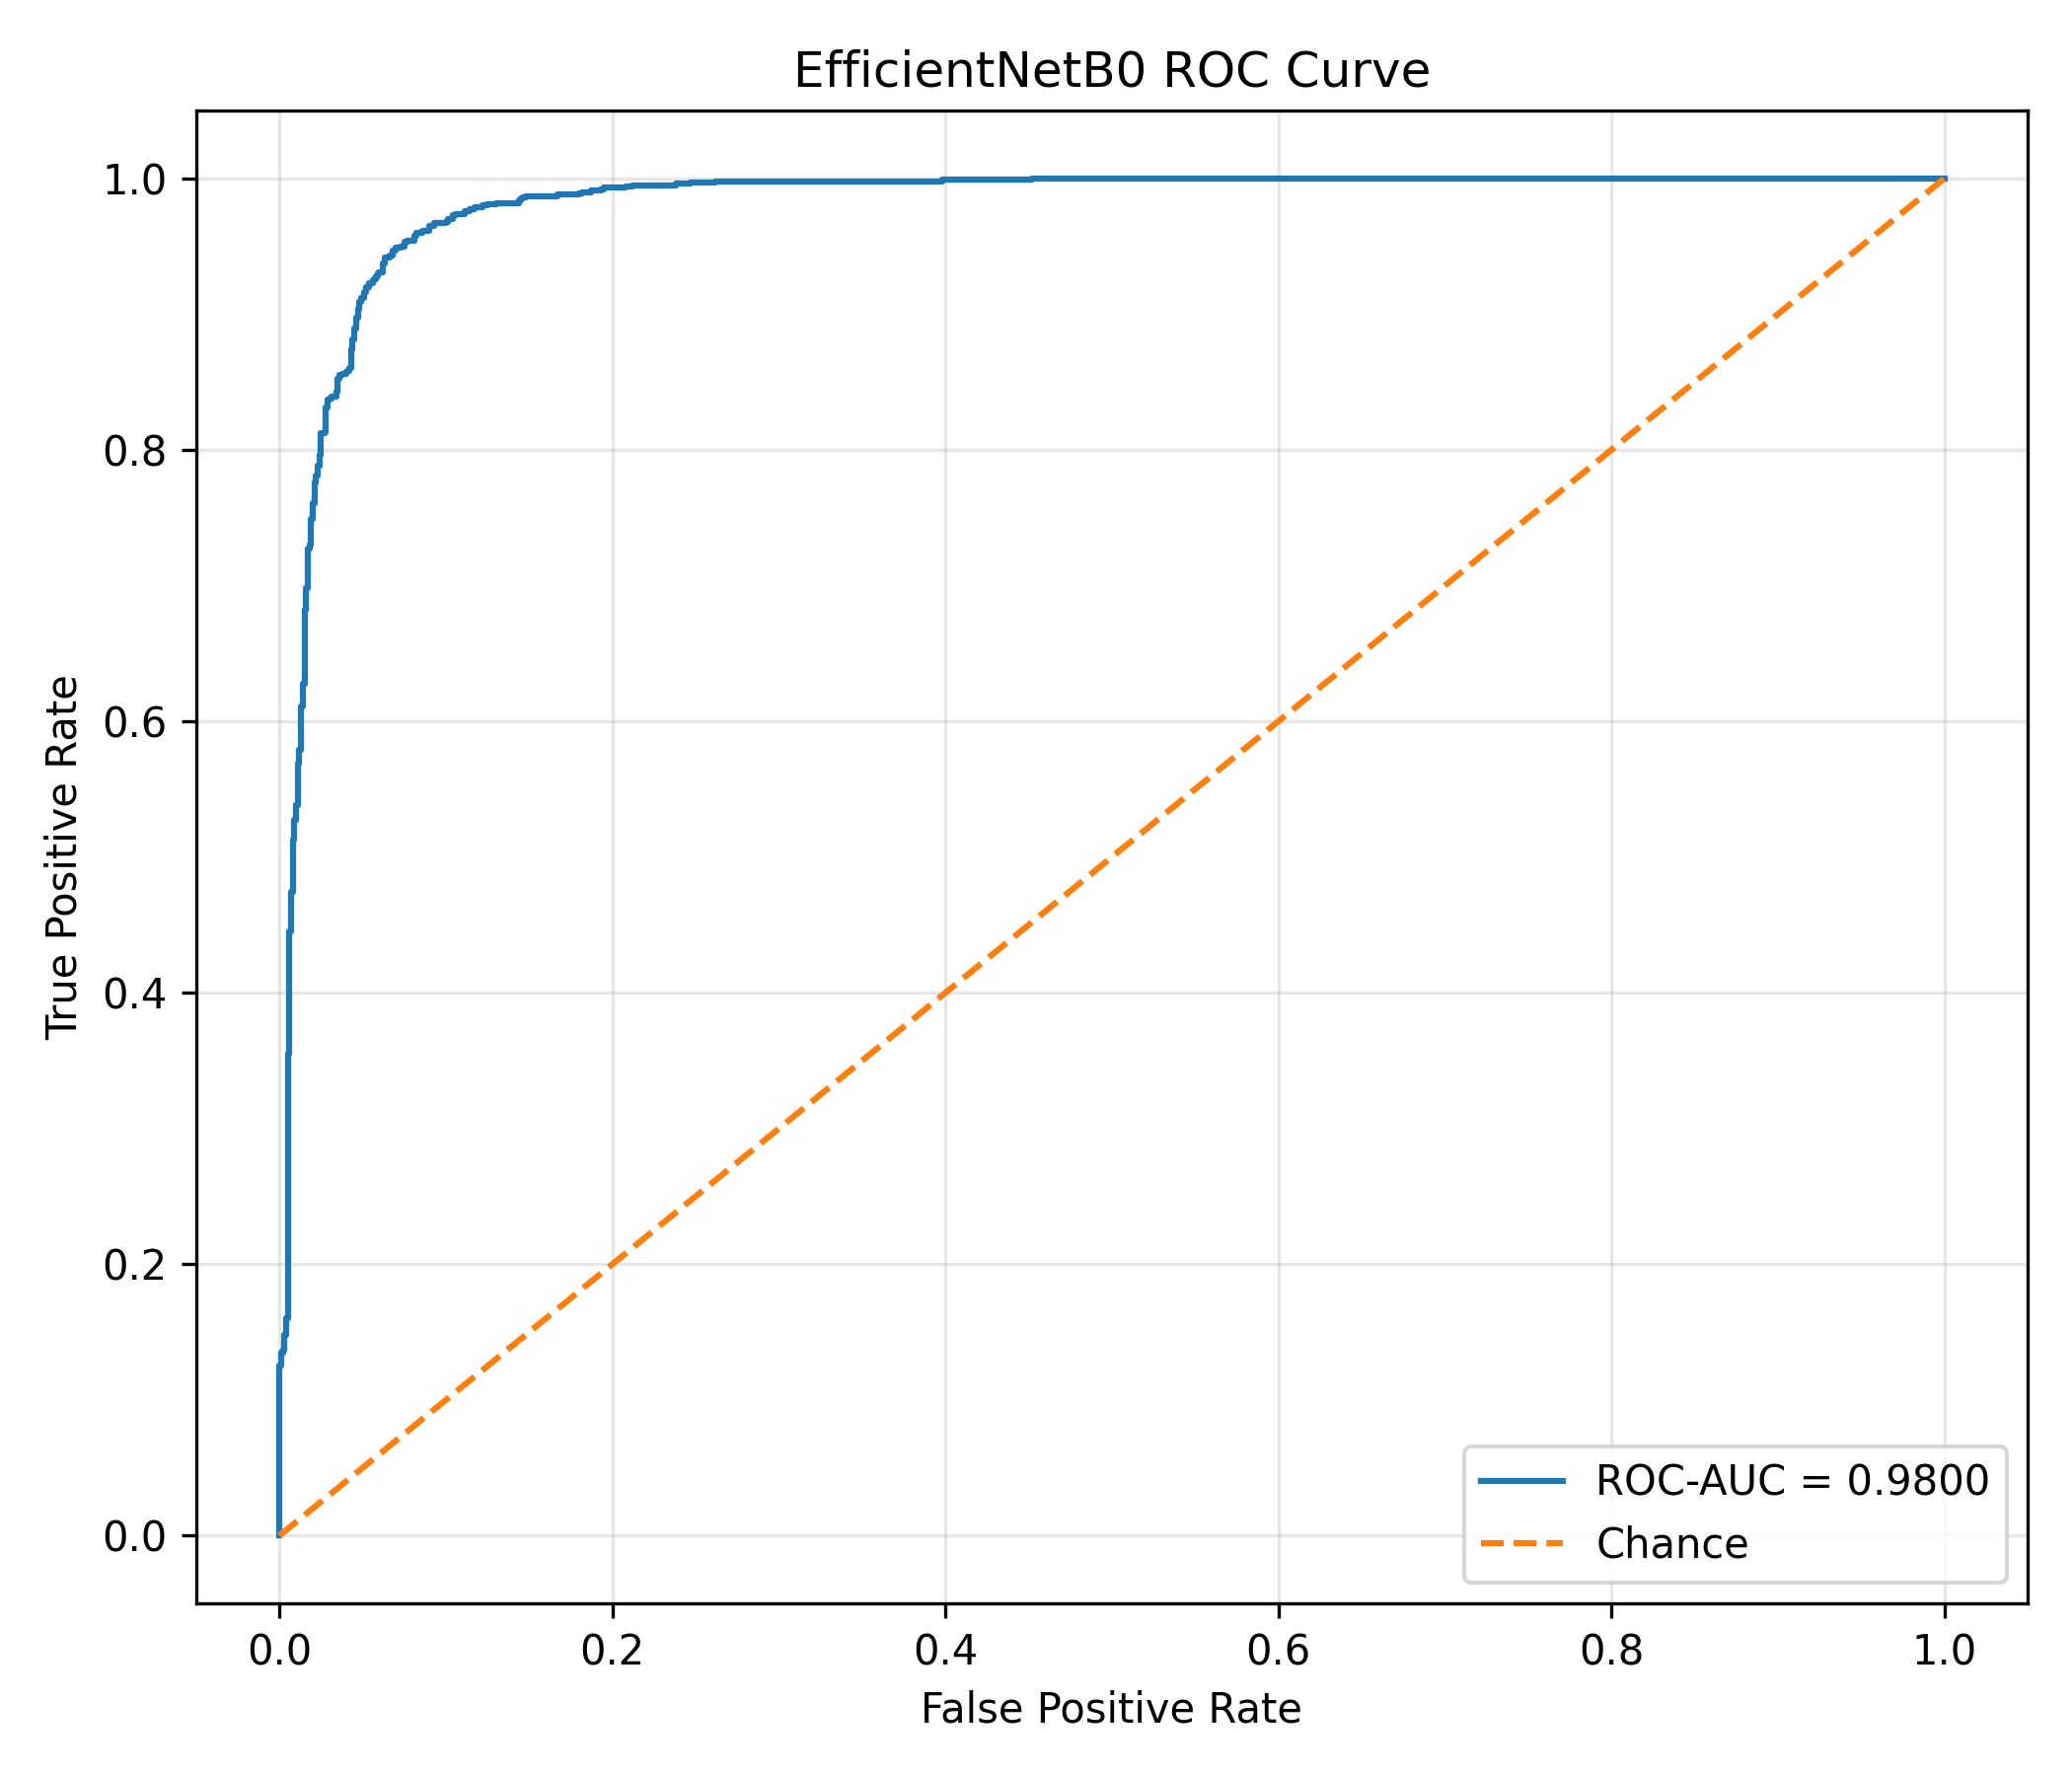 EfficientNetB0 ROC Curve
True Positive Rate
1.0
0.8
0.6
0.4
0.2
0.0
0.0 0.2 0.4 0.6 0.8 1.0
False Positive Rate
ROC-AUC = 0.9800
Chance